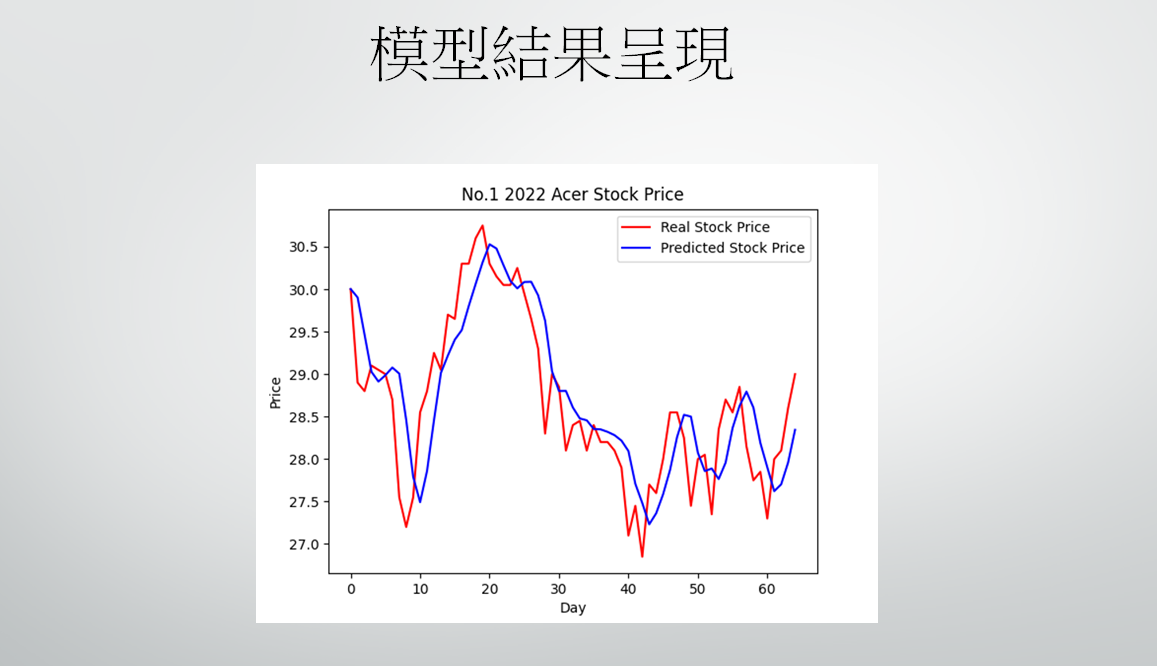 模型結果呈現
No.1 2022 Acer Stock Price
Real Stock Price
Predicted Stock Price
30.5
30.0
29.5
29.0
28.5
28.0
27.5
27.0
Price
0 10 20 30 40 50 60
Day